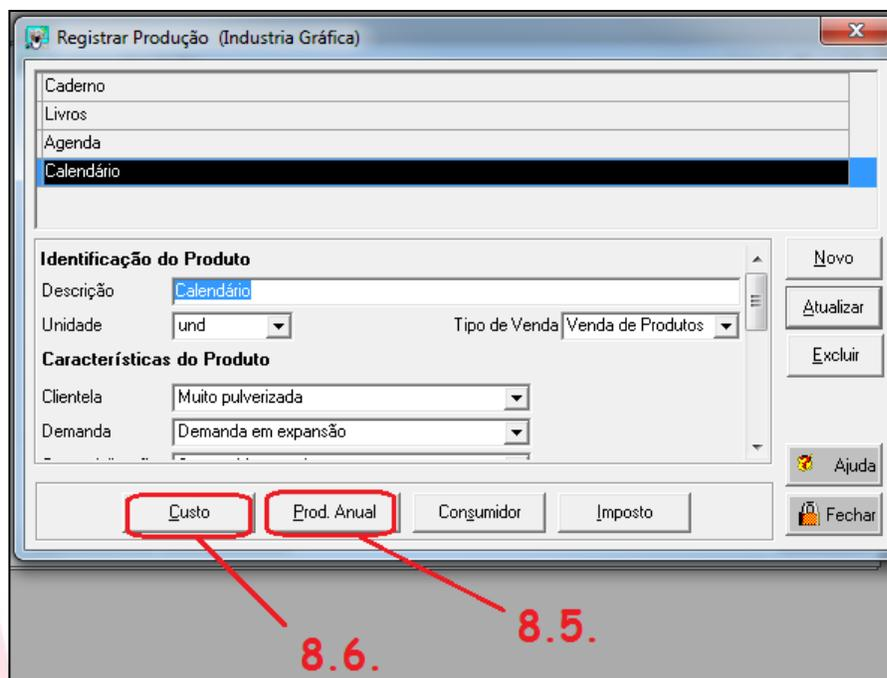 Registrar Produção (Industria Gráfica)
Caderno
Livros
Agenda
Calendário
Identificação do Produto
Descrição Calendário
Unidade und Tipo de Venda Venda de Produtos
Características do Produto
Clientela Muito pulverizada
Demanda Demanda em expansão
Novo
Atualizar
Excluir
Ajuda
Fechar
Custo Prod. Anual Consumidor Imposto
8.5.
8.6.